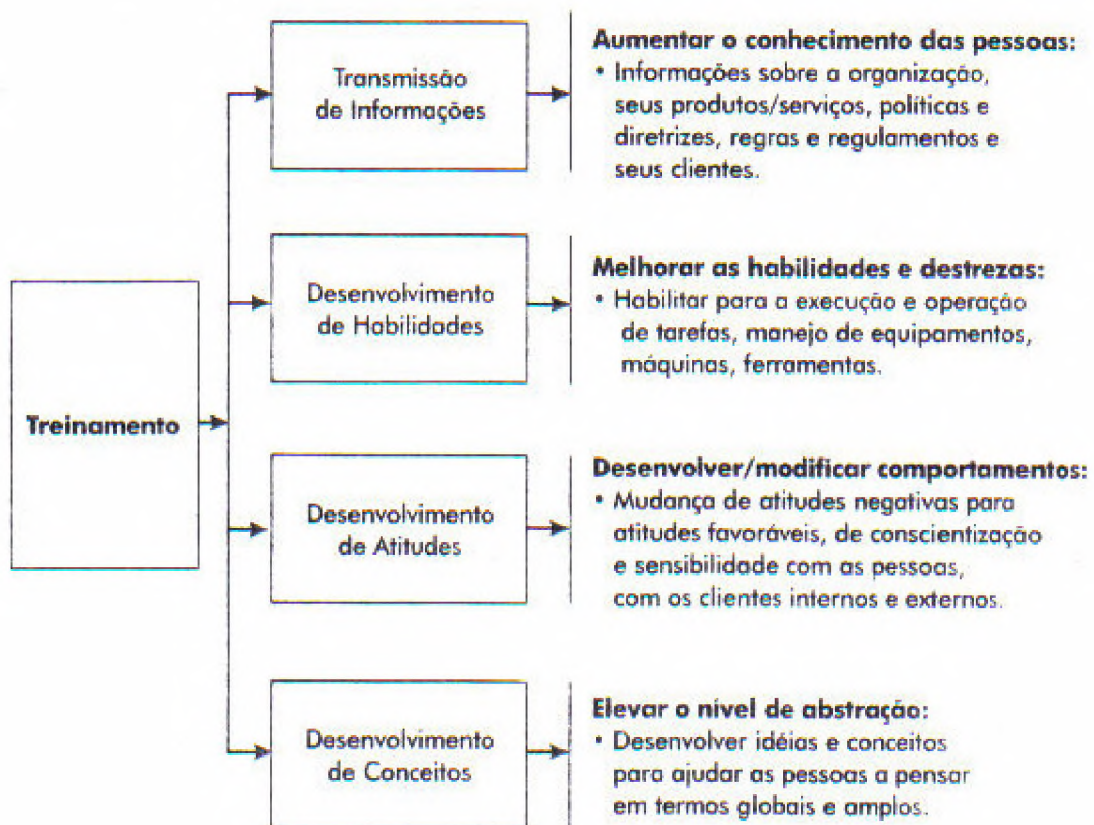 Treinamento
Transmissão
de Informações
Aumentar o conhecimento das pessoas:
• Informações sobre a organização,
seus produtos/serviços, políticas e
diretrizes, regras e regulamentos e
seus clientes.
Desenvolvimento
de Habilidades
Melhorar as habilidades e destrezas:
• Habilitar para a execução e operação
de tarefas, manejo de equipamentos,
máquinas, ferramentas.
Desenvolvimento
de Atitudes
Desenvolver/modificar comportamentos:
• Mudança de atitudes negativas para
atitudes favoráveis, de conscientização
e sensibilidade com as pessoas,
com os clientes internos e externos.
Desenvolvimento
de Conceitos
Elevar o nível de abstração:
• Desenvolver idéias e conceitos
para ajudar as pessoas a pensar
em termos globais e amplos.